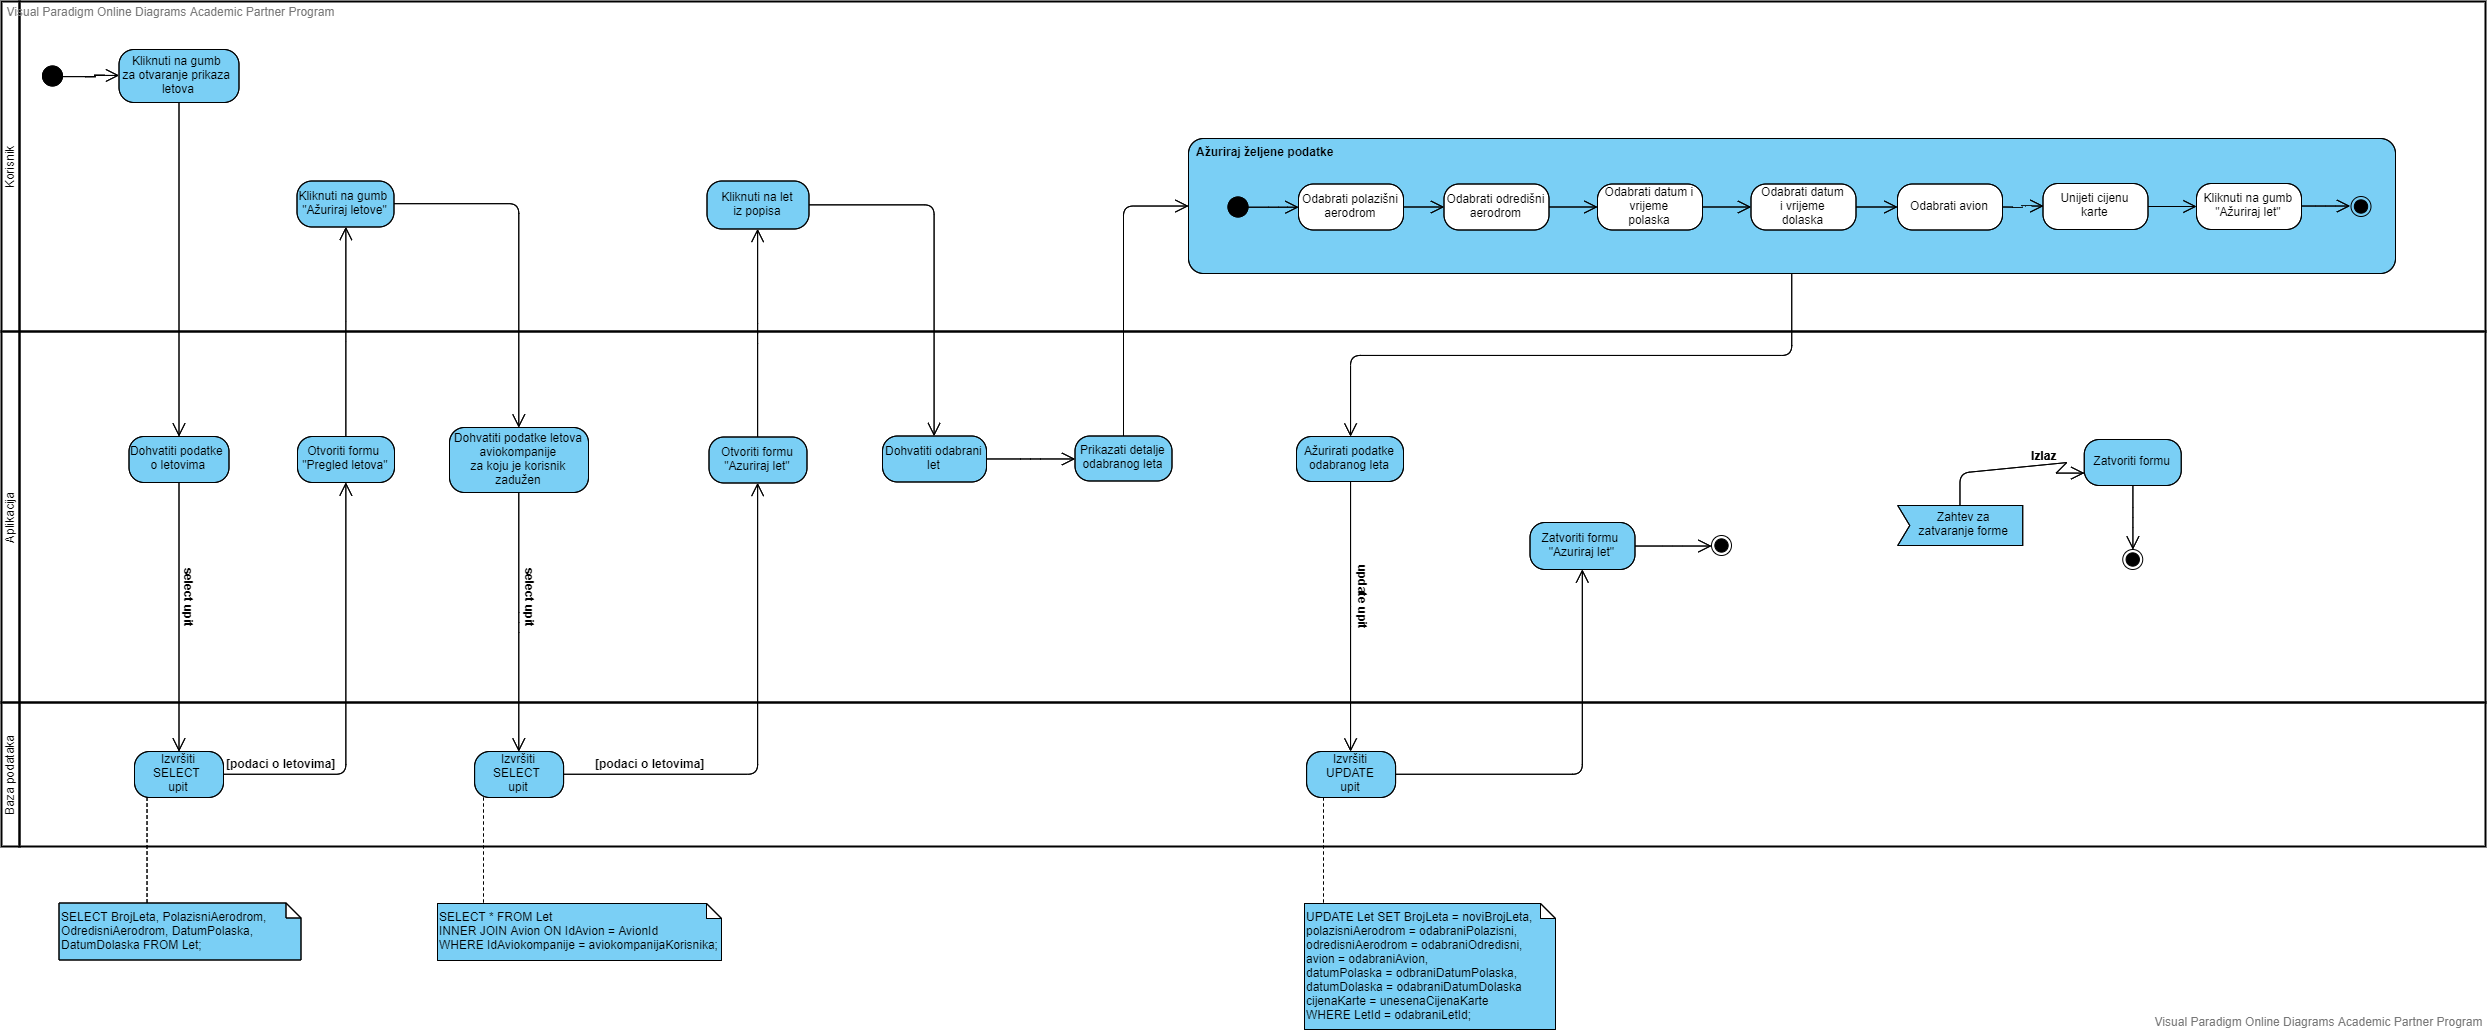 Visual Paradigm Online Diagrams Academic Partner Program
Korisnik
Kliknuti na gumb
za otvaranje prikaza
letova
Kliknuti na gumb
"Ažuriraj letove"
Kliknuti na let
iz popisa
Ažuriraj željene podatke
Odabrati polazišni
aerodrom
Odabrati odredišni
aerodrom
Odabrati datum i
vrijeme
polaska
Odabrati datum
i vrijeme
dolaska
Odabrati avion
Unijeti cijenu
karte
Kliknuti na gumb
"Ažuriraj let"
Aplikacija
Dohvatiti podatke
o letovima
Otvoriti formu
"Pregled letova"
Dohvatiti podatke letova
aviokompanije
za koju je korisnik
zadužen
Otvoriti formu
"Azuriraj let"
Dohvatiti odabrani
let
Prikazati detalje
odabranog leta
Ažurirati podatke
odabranog leta
Izlaz
Zatvoriti formu
Zahtev za
zatvaranje forme
Zatvoriti formu
"Azuriraj let"
select upit
select upit
update upit
Baza podataka
Izvršiti
SELECT
upit
[podaci o letovima]
Izvršiti
SELECT
upit
[podaci o letovima]
Izvršiti
UPDATE
upit
SELECT BrojLeta, PolazisniAerodrom,
OdredisniAerodrom, DatumPolaska,
DatumDolaska FROM Let;
SELECT * FROM Let
INNER JOIN Avion ON IdAvion = AvionId
WHERE IdAviokompanije = aviokompanijaKorisnika;
UPDATE Let SET BrojLeta = noviBrojLeta,
polazisniAerodrom = odabraniPolazisni,
odredisniAerodrom = odabraniOdredisni,
avion = odabraniAvion,
datumPolaska = odbraniDatumPolaska,
datumDolaska = odabraniDatumDolaska
cijenaKarte = unesenaCijenaKarte
WHERE LetId = odabraniLetId;
Visual Paradigm Online Diagrams Academic Partner Program